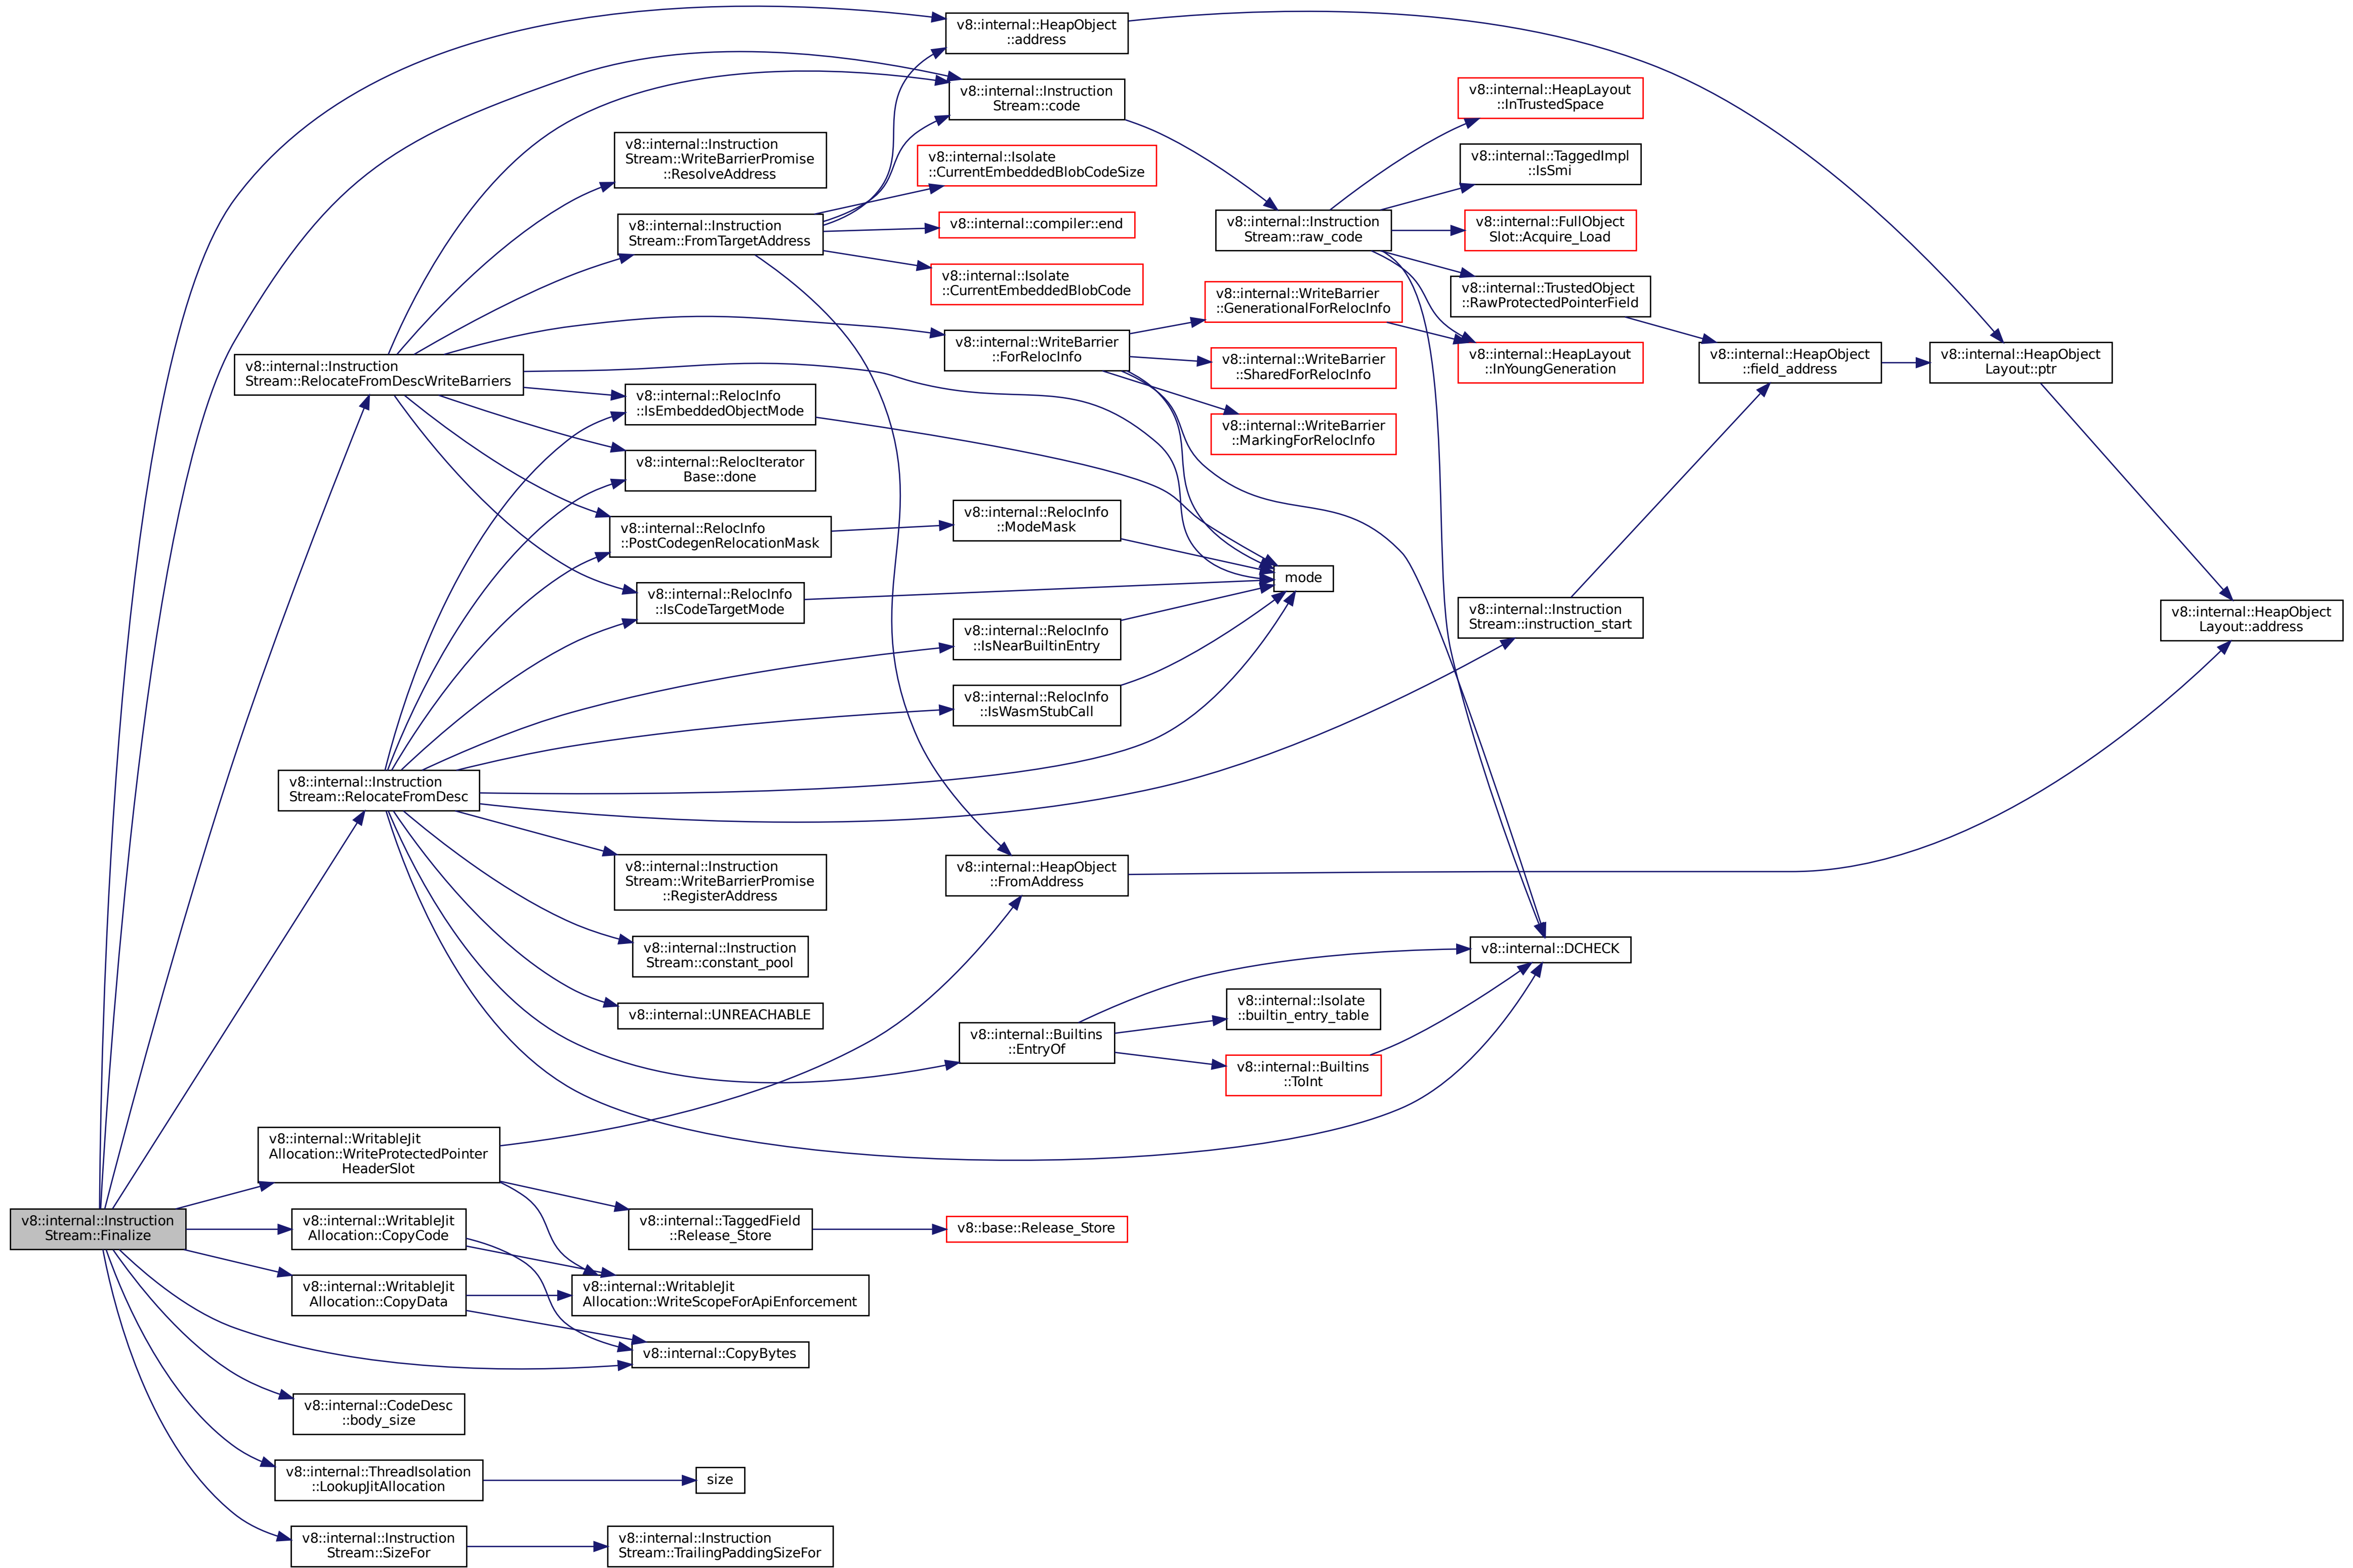 v8::internal::HeapObject
::address
v8::internal::Instruction
Stream::code
v8::internal::HeapLayout
::InTrustedSpace
v8::internal::Instruction
Stream::WriteBarrierPromise
::ResolveAddress
v8::internal::Isolate
::CurrentEmbeddedBlobCodeSize
v8::internal::TaggedImpl
::IsSmi
v8::internal::Instruction
Stream::FromTargetAddress
v8::internal::compiler::end
v8::internal::Instruction
Stream::raw_code
v8::internal::FullObject
Slot::Acquire_Load
v8::internal::Isolate
::CurrentEmbeddedBlobCode
v8::internal::WriteBarrier
::GenerationalForRelocInfo
v8::internal::TrustedObject
::RawProtectedPointerField
v8::internal::Instruction
Stream::RelocateFromDescWriteBarriers
v8::internal::WriteBarrier
::ForRelocInfo
v8::internal::WriteBarrier
::SharedForRelocInfo
v8::internal::HeapLayout
::InYoungGeneration
v8::internal::HeapObject
::field_address
v8::internal::HeapObject
Layout::ptr
v8::internal::RelocInfo
::IsEmbeddedObjectMode
v8::internal::WriteBarrier
::MarkingForRelocInfo
v8::internal::RelocIterator
Base::done
v8::internal::RelocInfo
::PostCodegenRelocationMask
v8::internal::RelocInfo
::ModeMask
mode
v8::internal::RelocInfo
::IsCodeTargetMode
v8::internal::RelocInfo
::IsNearBuiltinEntry
v8::internal::Instruction
Stream::instruction_start
v8::internal::HeapObject
Layout::address
v8::internal::RelocInfo
::IsWasmStubCall
v8::internal::Instruction
Stream::RelocateFromDesc
v8::internal::Instruction
Stream::WriteBarrierPromise
::RegisterAddress
v8::internal::HeapObject
::FromAddress
v8::internal::Instruction
Stream::constant_pool
v8::internal::DCHECK
v8::internal::UNREACHABLE
v8::internal::Isolate
::builtin_entry_table
v8::internal::Builtins
::EntryOf
v8::internal::Builtins
::ToInt
v8::internal::WritableJit
Allocation::WriteProtectedPointer
HeaderSlot
v8::internal::Instruction
Stream::Finalize
v8::internal::WritableJit
Allocation::CopyCode
v8::internal::TaggedField
::Release_Store
v8::base::Release_Store
v8::internal::WritableJit
Allocation::CopyData
v8::internal::WritableJit
Allocation::WriteScopeForApiEnforcement
v8::internal::CopyBytes
v8::internal::CodeDesc
::body_size
v8::internal::ThreadIsolation
::LookupJitAllocation
size
v8::internal::Instruction
Stream::SizeFor
v8::internal::Instruction
Stream::TrailingPaddingSizeFor